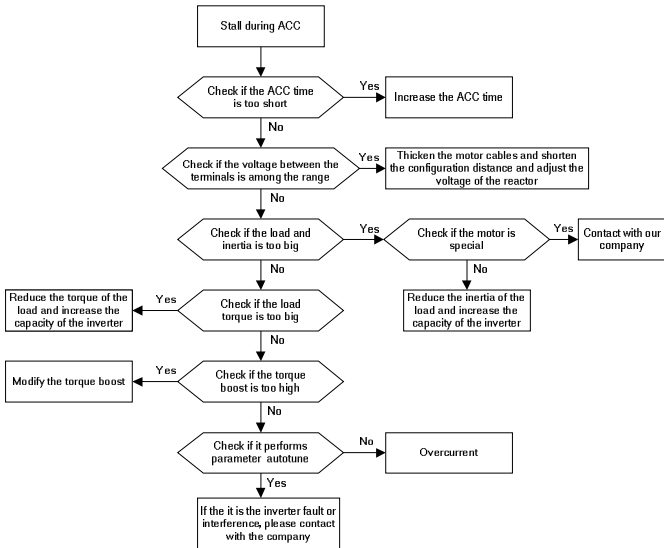 Stall during ACC
Check if the ACC time
is too short
Yes
Increase the ACC time
No
Check if the voltage between the
terminals is among the range
Yes
Thicken the motor cables and shorten
the configuration distance and adjust the
voltage of the reactor
No
Check if the load and
inertia is too big
Yes
Check if the motor is
special
Yes
Contact with our
company
No
No
Reduce the torque of the
load and increase the
capacity of the inverter
Yes
Check if the load
torque is too big
Reduce the inertia of the
load and increase the
capacity of the inverter
No
Modify the torque boost
Yes
Check if the torque
boost is too high
No
Check if it performs
parameter autotune
No
Overcurrent
Yes
If the it is the inverter fault or
interference, please contact
with the company